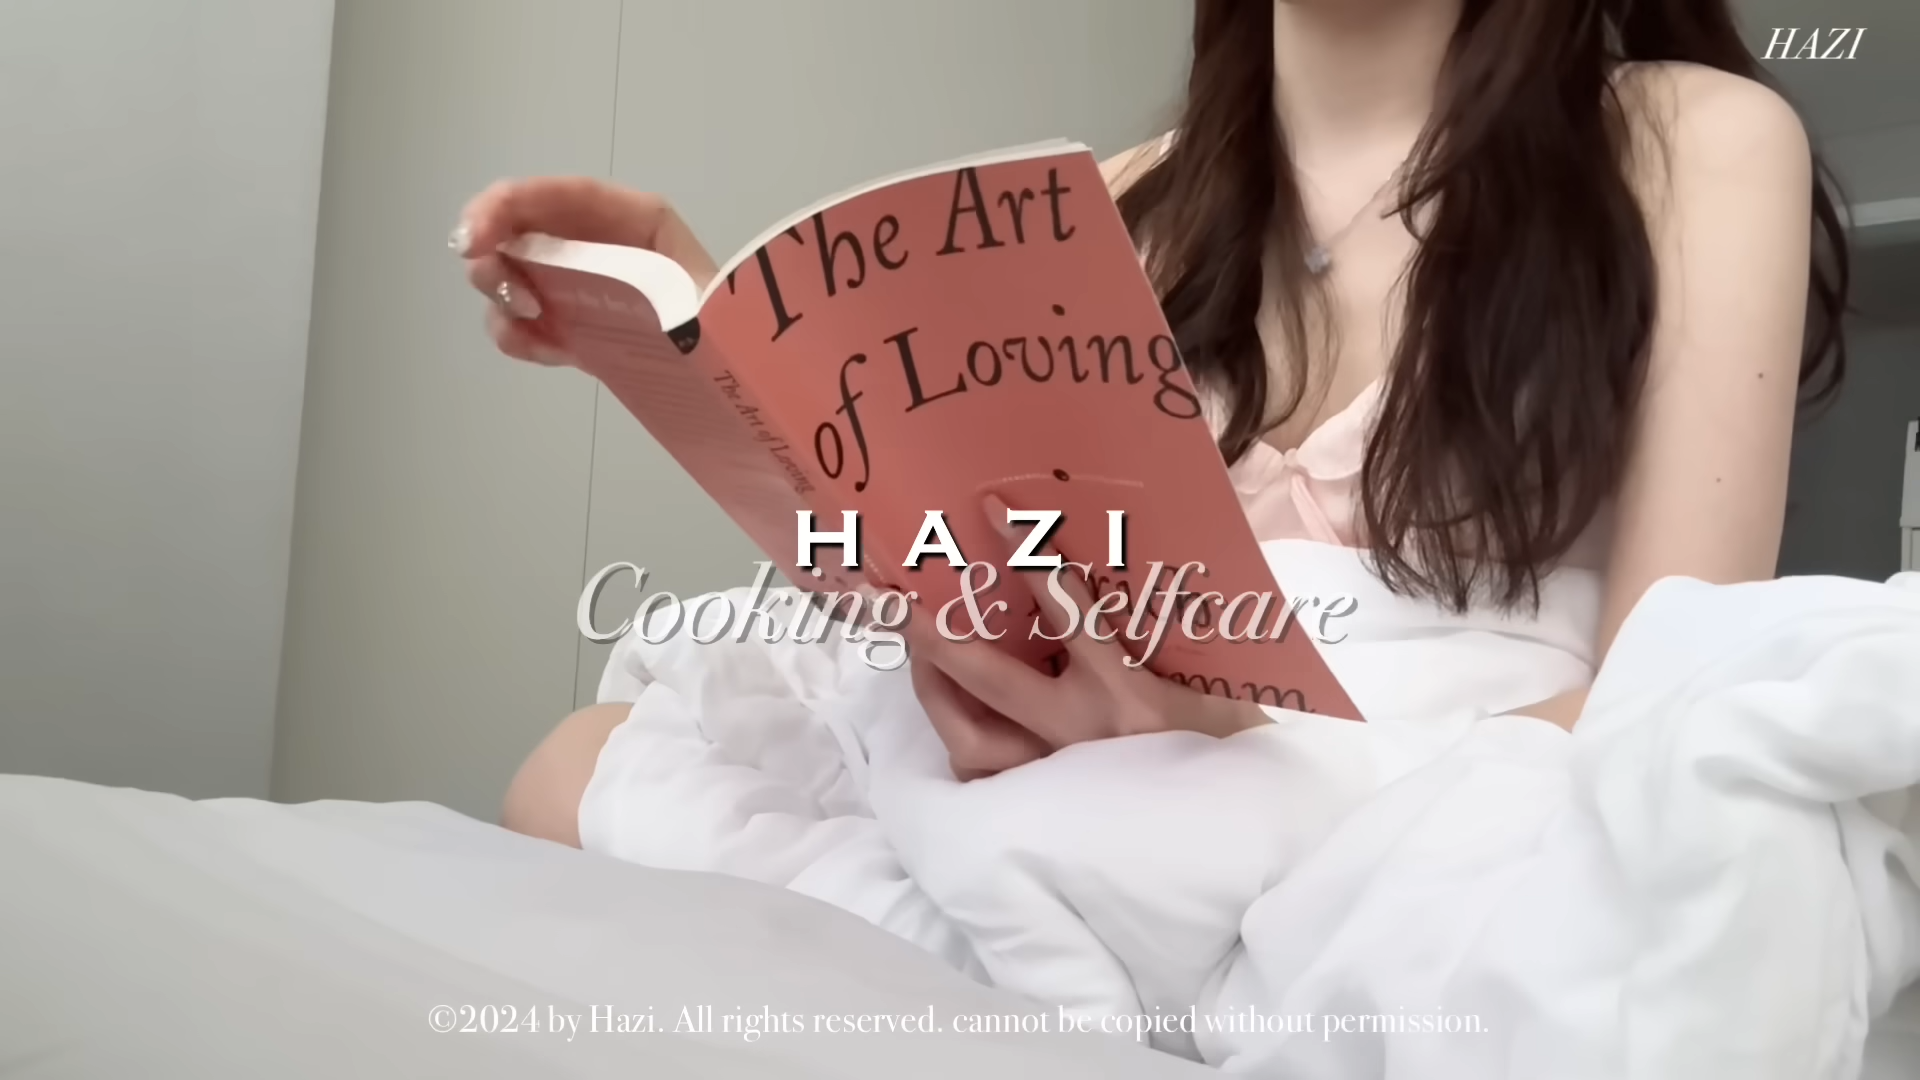 HAZI
The Art
of Loving
The Art of Loving
HAZI
Cooking & Selfcare
mm
©2024 by Hazi. All rights reserved. cannot be copied without permission.